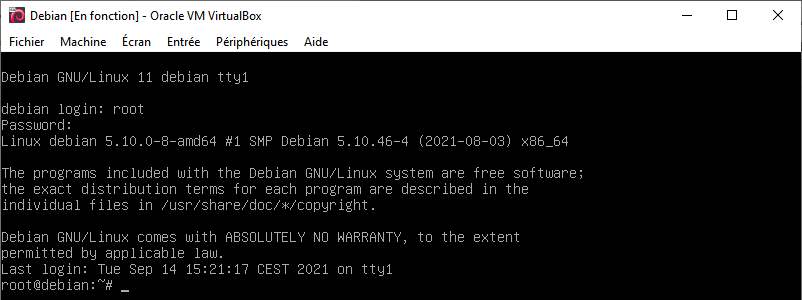 Debian [En fonction] - Oracle VM VirtualBox
Fichier Machine Écran Entrée Périphériques Aide
Debian GNU/Linux 11 debian tty1
debian login: root
Password:
Linux debian 5.10.0-8-amd64 #1 SMP Debian 5.10.46-4 (2021-08-03) x86_64
The programs included with the Debian GNU/Linux system are free software;
the exact distribution terms for each program are described in the
individual files in /usr/share/doc/*/copyright.
Debian GNU/Linux comes with ABSOLUTELY NO WARRANTY, to the extent
permitted by applicable law.
Last login: Tue Sep 14 15:21:17 CEST 2021 on tty1
root@debian:~# _